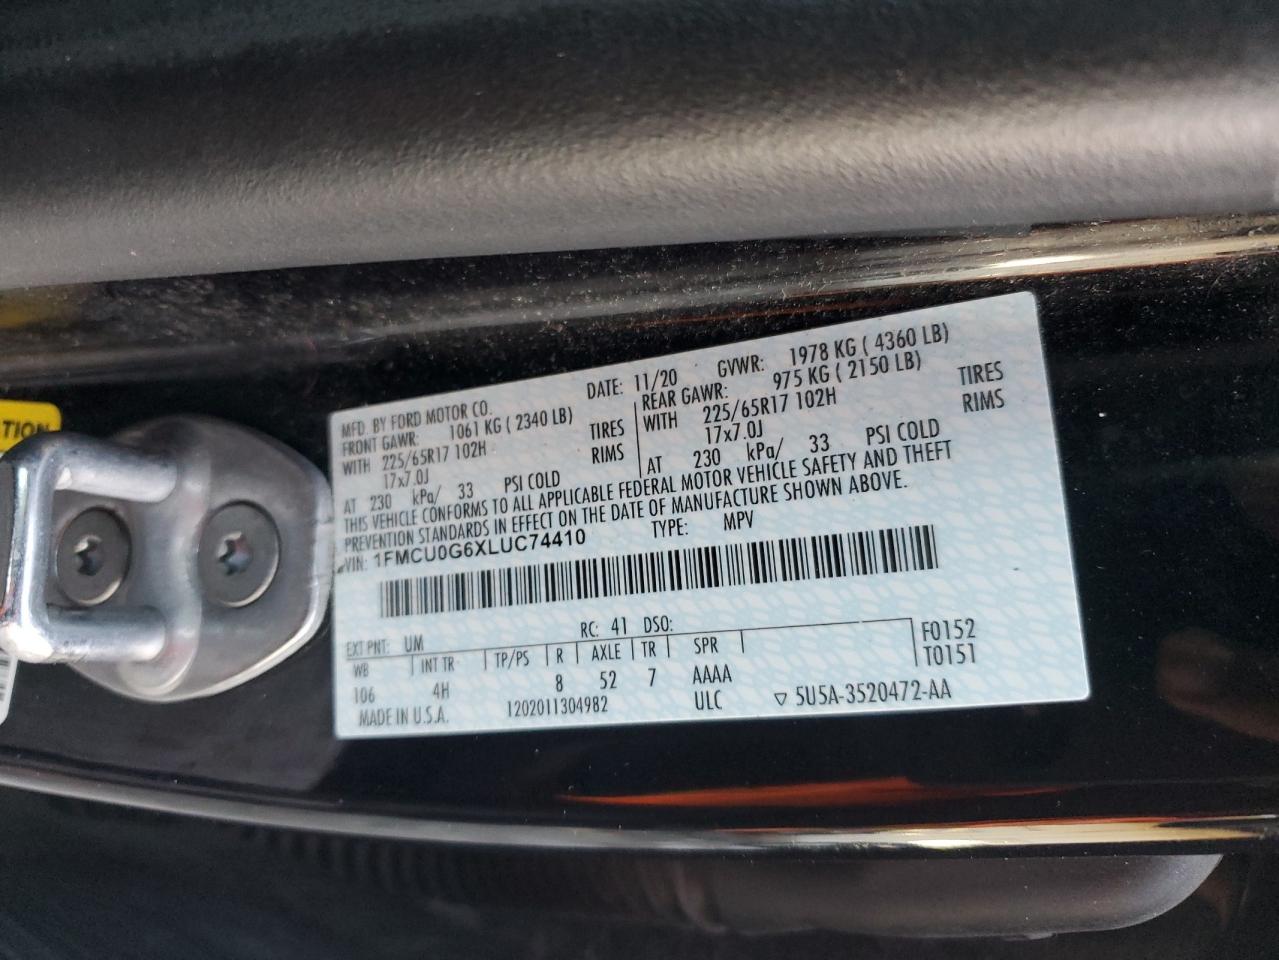 TION
MFD. BY FORD MOTOR CO.
DATE: 11/20 GVWR: 1978 KG ( 4360 LB)
FRONT GAWR: 1061 KG ( 2340 LB) REAR GAWR: 975 KG ( 2150 LB)
WITH 225/65R17 102H TIRES WITH 225/65R17 102H TIRES
17x7.0J RIMS 17x7.0J RIMS
AT 230 kPa/ 33 PSI COLD AT 230 kPa/ 33 PSI COLD
THIS VEHICLE CONFORMS TO ALL APPLICABLE FEDERAL MOTOR VEHICLE SAFETY AND THEFT
PREVENTION STANDARDS IN EFFECT ON THE DATE OF MANUFACTURE SHOWN ABOVE.
VIN: 1FMCU0G6XLUC74410 TYPE: MPV
EXT PNT: UM RC: 41 DSO:
WB INT TR TP/PS R AXLE TR SPR F0152
106 4H 8 52 7 AAAA T0151
MADE IN U.S.A. 1202011304982 ULC ▽ 5U5A-3520472-AA